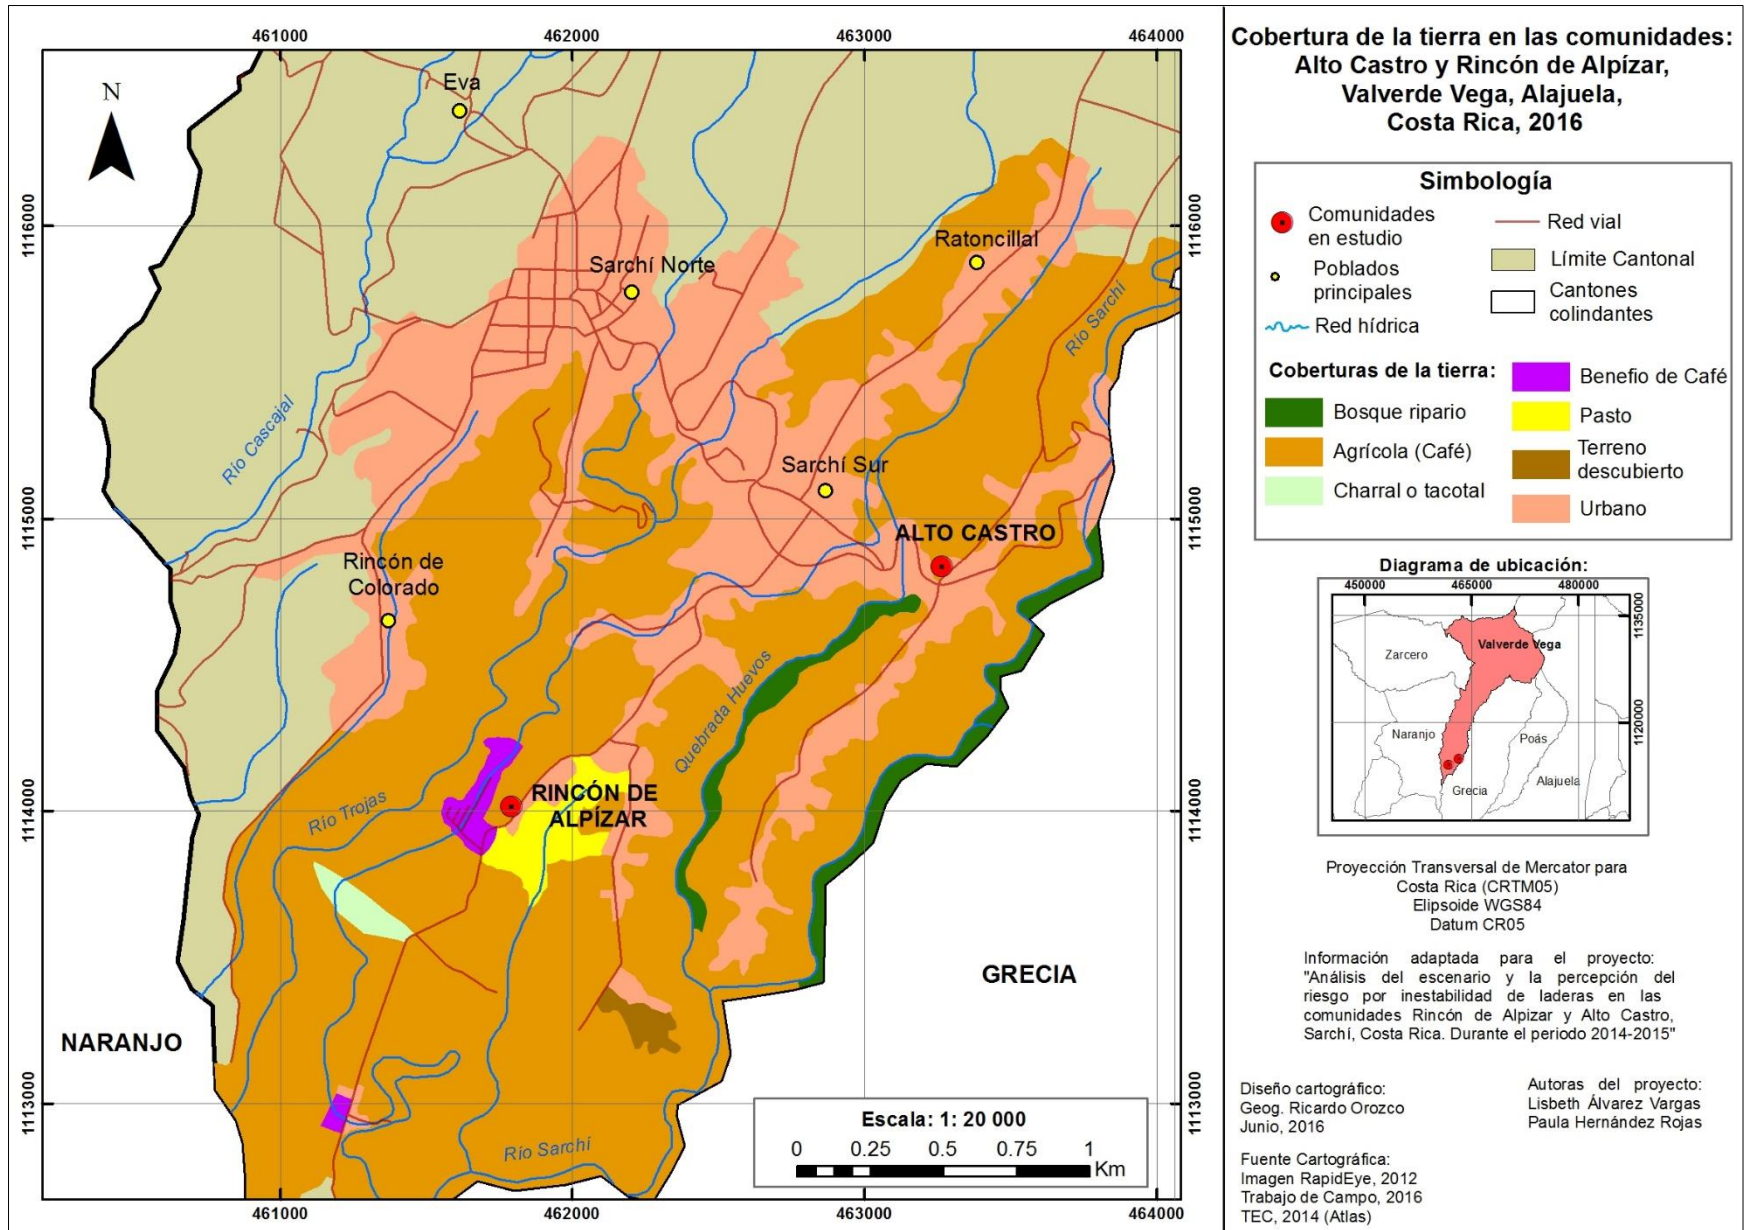 461000
462000
463000
464000
N
Eva
1116000
1116000
Ratoncillal
Sarchí Norte
Río Sarchí
Río Cascajal
Sarchí Sur
1115000
1115000
ALTO CASTRO
Rincón de
Colorado
Quebrada Huevos
Río Trojas
1114000
1114000
RINCÓN DE
ALPÍZAR
GRECIA
NARANJO
1113000
1113000
Río Sarchí
Escala: 1: 20 000
0 0.25 0.5 0.75 1
Km
461000
462000
463000
464000
Cobertura de la tierra en las comunidades:
Alto Castro y Rincón de Alpízar,
Valverde Vega, Alajuela,
Costa Rica, 2016
Simbología
Comunidades
en estudio
Poblados
principales
Red hídrica
Red vial
Límite Cantonal
Cantones
colindantes
Coberturas de la tierra:
Bosque ripario
Agrícola (Café)
Charral o tacotal
Benefio de Café
Pasto
Terreno
descubierto
Urbano
Diagrama de ubicación:
450000 465000 480000
1135000
1120000
Valverde Vega
Zarcero
Naranjo
Poás
Alajuela
Grecia
Proyección Transversal de Mercator para
Costa Rica (CRTM05)
Elipsoide WGS84
Datum CR05
Información adaptada para el proyecto:
"Análisis del escenario y la percepción del
riesgo por inestabilidad de laderas en las
comunidades Rincón de Alpizar y Alto Castro,
Sarchí, Costa Rica. Durante el periodo 2014-2015"
Diseño cartográfico:
Geog. Ricardo Orozco
Junio, 2016
Autoras del proyecto:
Lisbeth Álvarez Vargas
Paula Hernández Rojas
Fuente Cartográfica:
Imagen RapidEye, 2012
Trabajo de Campo, 2016
TEC, 2014 (Atlas)